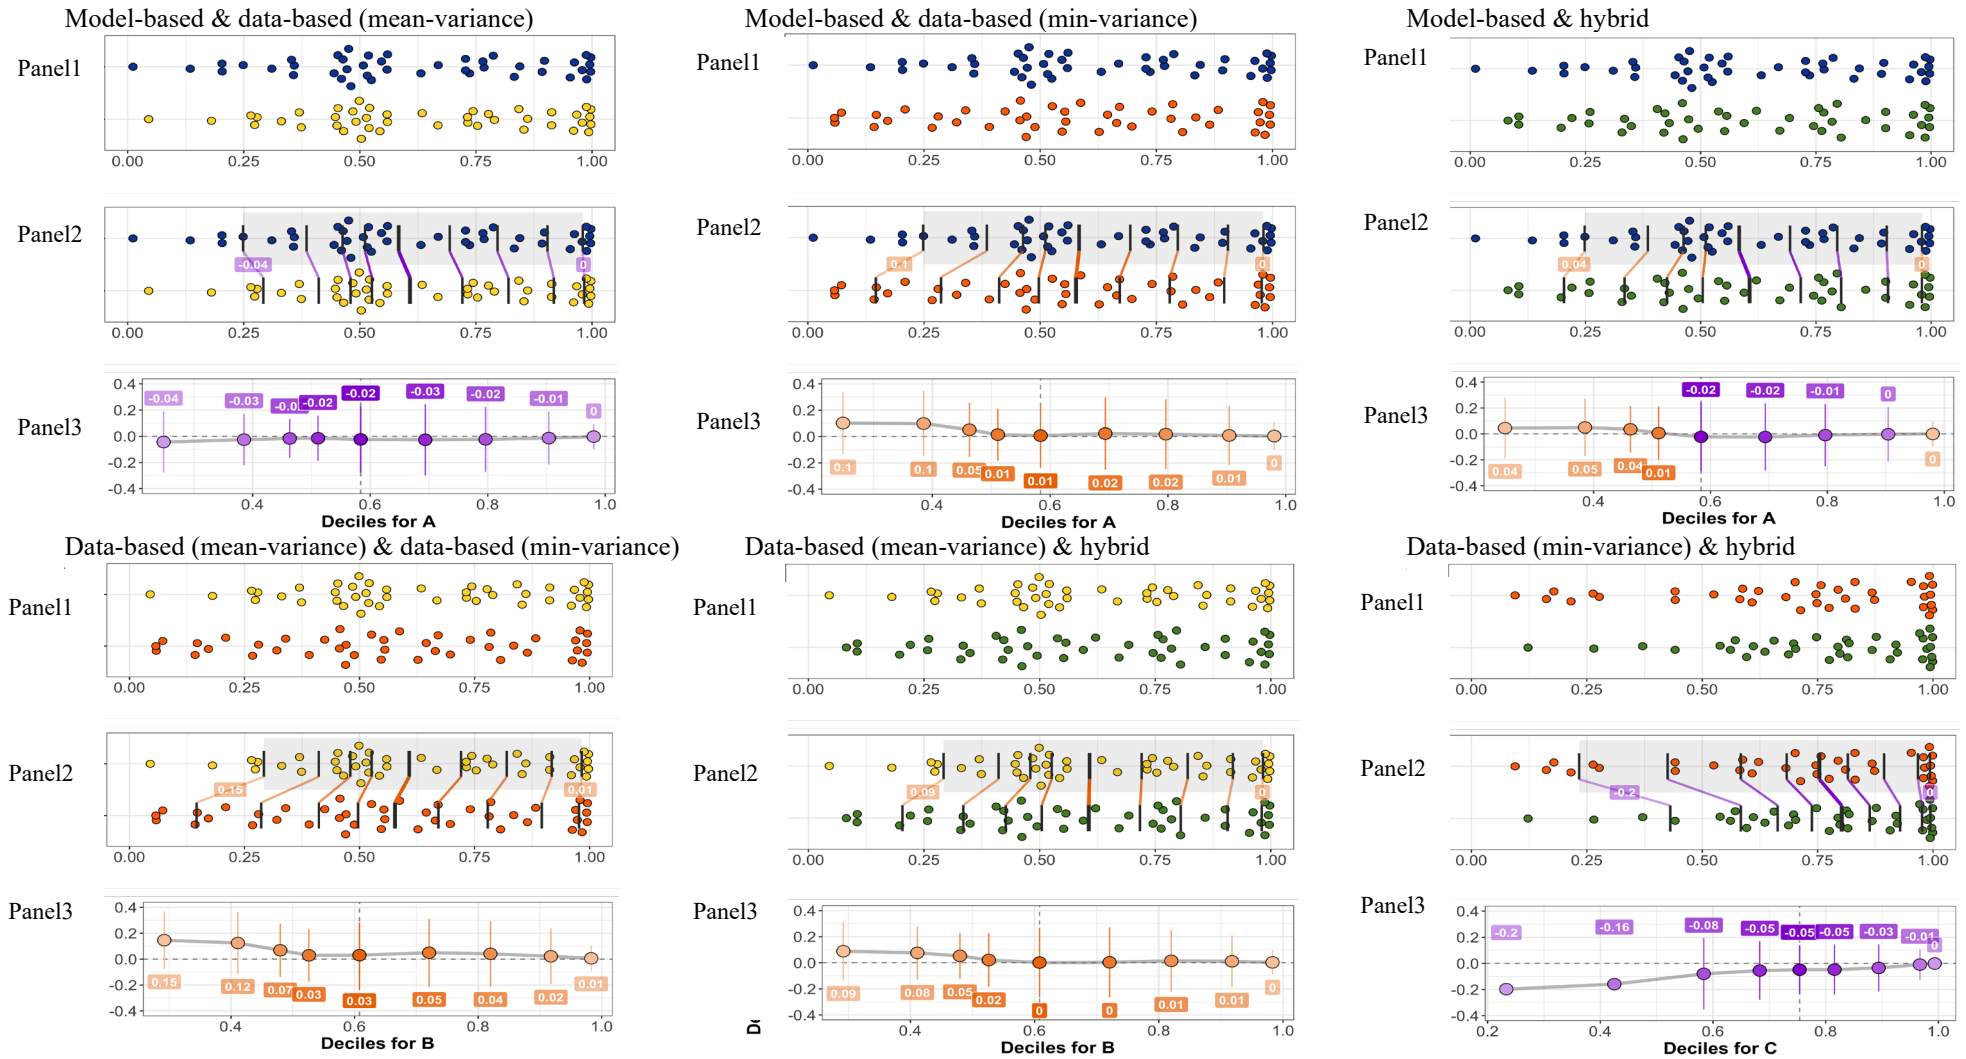 Model-based & data-based (mean-variance)
Panel1
0.00 0.25 0.50 0.75 1.00
Panel2
-0.04 0
0.00 0.25 0.50 0.75 1.00
Panel3
0.4
0.2
0.0
-0.2
-0.4
-0.04 -0.03 -0.02 -0.02 -0.03 -0.02 -0.01 0
0.4 0.6 0.8 1.0
Deciles for A
Model-based & data-based (min-variance)
Panel1
0.00 0.25 0.50 0.75 1.00
Panel2
0.1 0
0.00 0.25 0.50 0.75 1.00
Panel3
0.4
0.2
0.0
-0.2
-0.4
0.1 0.1 0.05 0.01 0.01 0.02 0.02 0.01 0
0.4 0.6 0.8 1.0
Deciles for A
Model-based & hybrid
Panel1
0.00 0.25 0.50 0.75 1.00
Panel2
0.04 0
0.00 0.25 0.50 0.75 1.00
Panel3
0.4
0.2
0.0
-0.2
-0.4
-0.02 -0.02 -0.01 0
0.04 0.05 0.04 0.01 0
0.4 0.6 0.8 1.0
Deciles for A
Data-based (mean-variance) & data-based (min-variance)
Panel1
0.00 0.25 0.50 0.75 1.00
Panel2
0.15 0.01
0.00 0.25 0.50 0.75 1.00
Panel3
0.4
0.2
0.0
-0.2
-0.4
0.15 0.12 0.07 0.03 0.03 0.05 0.04 0.02 0.01
0.4 0.6 0.8 1.0
Deciles for B
Data-based (mean-variance) & hybrid
Panel1
0.00 0.25 0.50 0.75 1.00
Panel2
0.09 0
0.00 0.25 0.50 0.75 1.00
Panel3
0.4
0.2
0.0
-0.2
-0.4
0.09 0.08 0.05 0.02 0 0 0.01 0.01 0
0.4 0.6 0.8 1.0
Deciles for B
Data-based (min-variance) & hybrid
Panel1
0.00 0.25 0.50 0.75 1.00
Panel2
-0.2 0
0.00 0.25 0.50 0.75 1.00
Panel3
0.4
0.2
0.0
-0.2
-0.4
-0.2 -0.16 -0.08 -0.05 -0.05 -0.05 -0.03 -0.01 0
0.2 0.4 0.6 0.8 1.0
Deciles for C